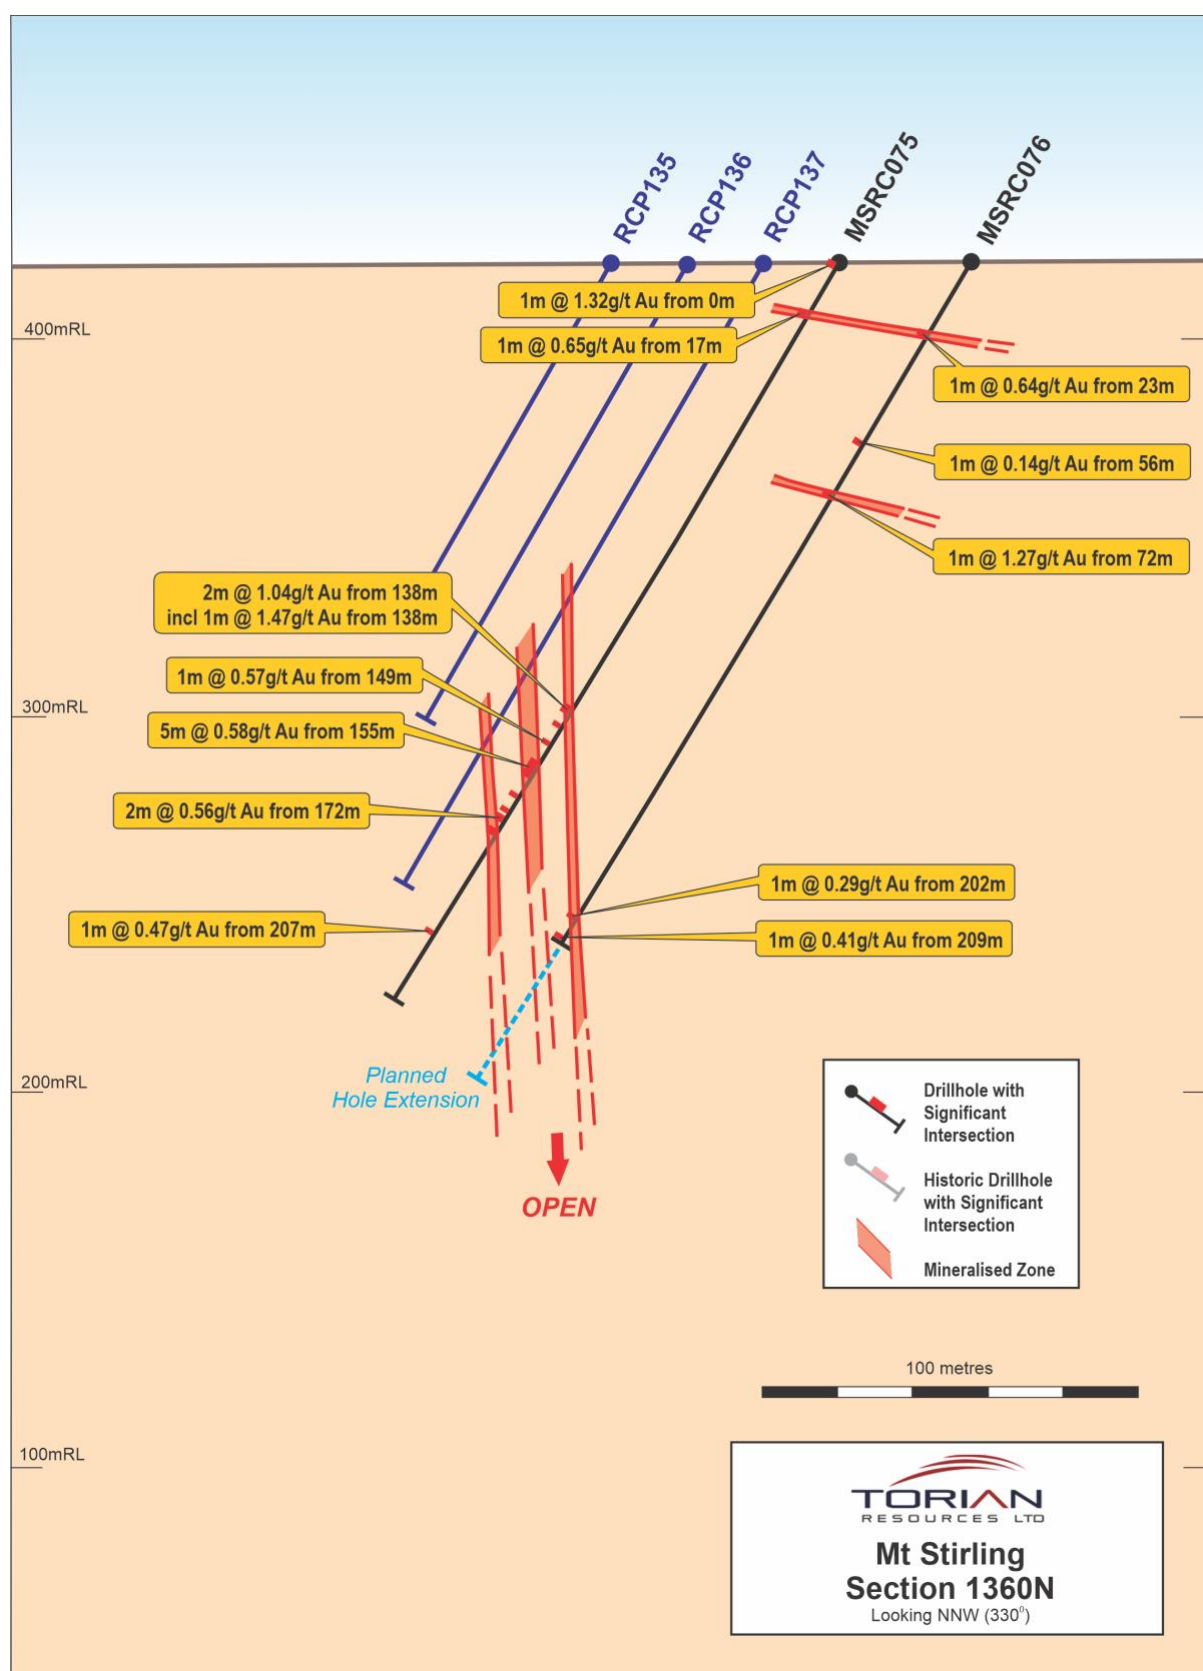 RCP135
RCP136
RCP137
MSRC075
MSRC076
1m @ 1.32g/t Au from 0m
400mRL
1m @ 0.65g/t Au from 17m
1m @ 0.64g/t Au from 23m
1m @ 0.14g/t Au from 56m
1m @ 1.27g/t Au from 72m
2m @ 1.04g/t Au from 138m
incl 1m @ 1.47g/t Au from 138m
1m @ 0.57g/t Au from 149m
300mRL
5m @ 0.58g/t Au from 155m
2m @ 0.56g/t Au from 172m
1m @ 0.29g/t Au from 202m
1m @ 0.47g/t Au from 207m
1m @ 0.41g/t Au from 209m
200mRL
Planned
Hole Extension
OPEN
Drillhole with
Significant
Intersection
Historic Drillhole
with Significant
Intersection
Mineralised Zone
100 metres
100mRL
TORIAN
RESOURCES LTD
Mt Stirling
Section 1360N
Looking NNW (330⁰)